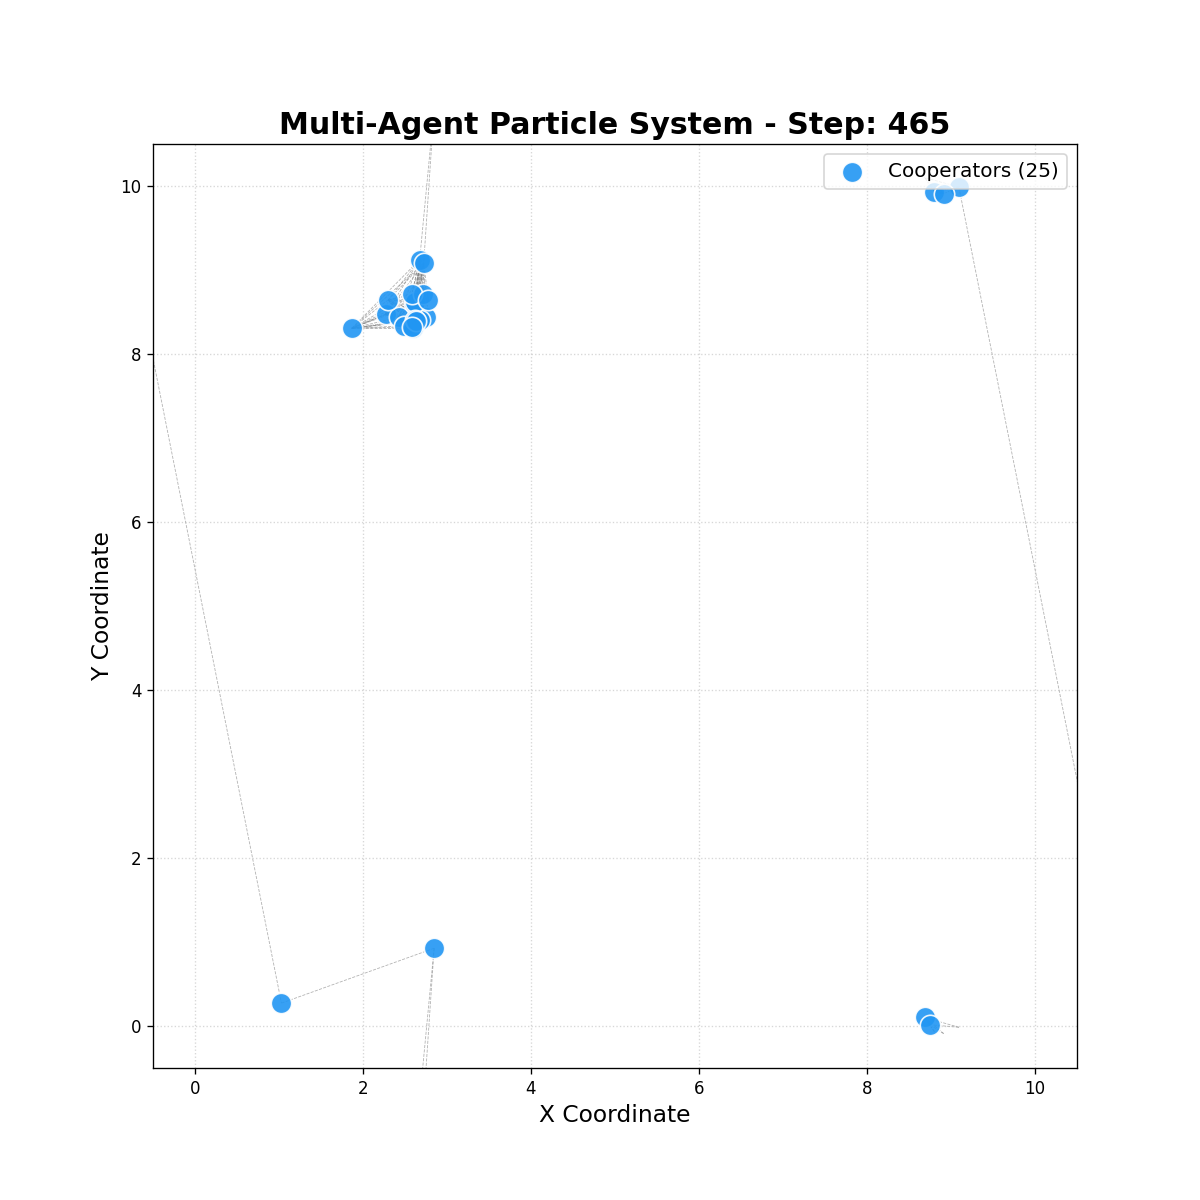 Multi-Agent Particle System - Step: 465
Cooperators (25)
10
8
6
4
2
0
Y Coordinate
0 2 4 6 8 10
X Coordinate